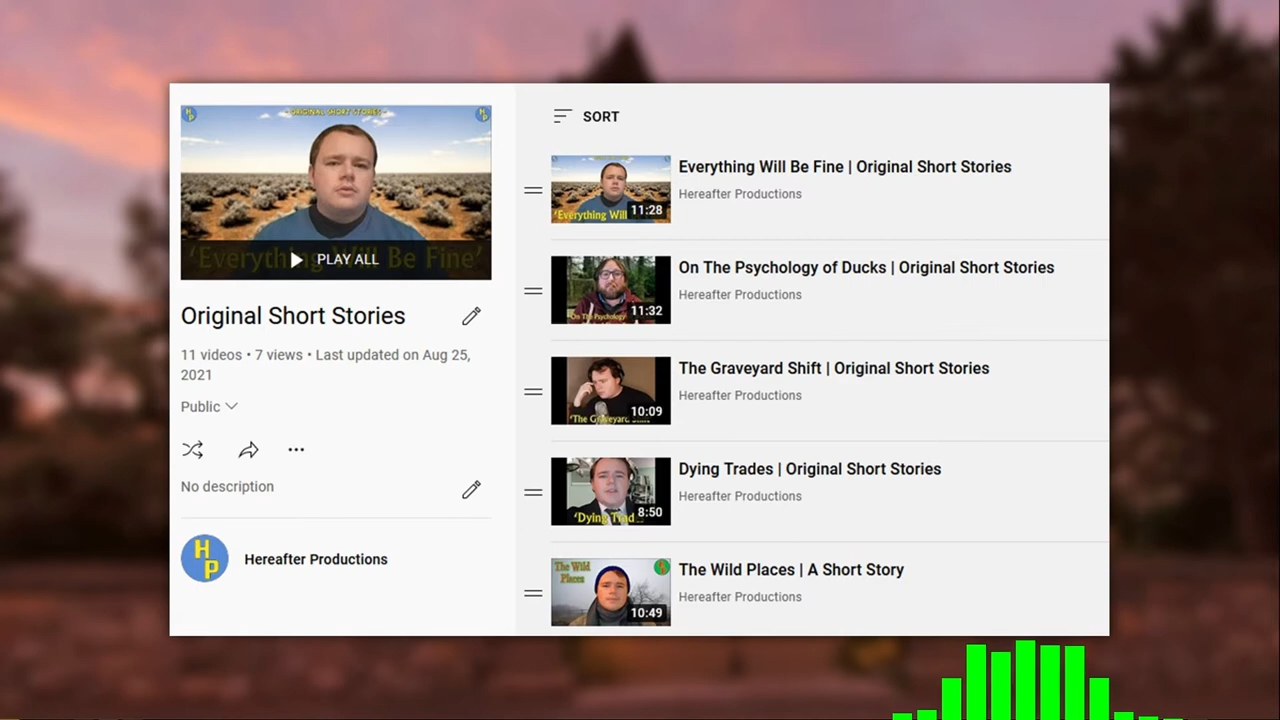 H
P
ORIGINAL SHORT STORIES
H
P
'Everything Will Be Fine'
PLAY ALL
Original Short Stories
11 videos • 7 views • Last updated on Aug 25,
2021
Public
No description
H
P
Hereafter Productions
SORT
'Everything Will
11:28
Everything Will Be Fine | Original Short Stories
Hereafter Productions
'On The Psychology
11:32
On The Psychology of Ducks | Original Short Stories
Hereafter Productions
'The Graveyard
10:09
The Graveyard Shift | Original Short Stories
Hereafter Productions
'Dying Trad
8:50
Dying Trades | Original Short Stories
Hereafter Productions
The Wild
Places
10:49
The Wild Places | A Short Story
Hereafter Productions